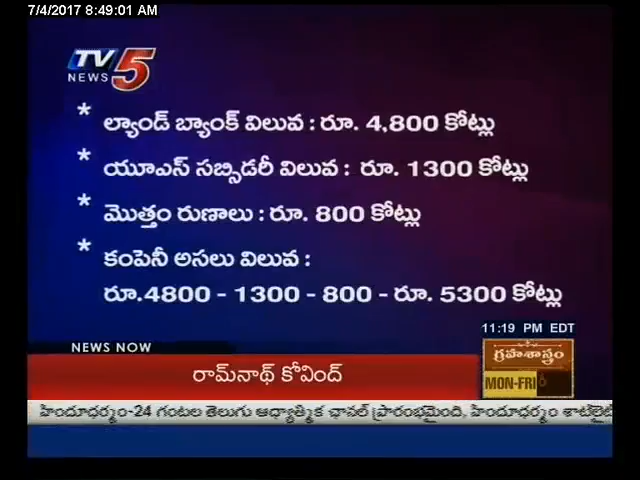 7/4/2017 8:49:01 AM
TV5
NEWS
* ల్యాండ్ బ్యాంక్ విలువ : రూ. 4,800 కోట్లు
* యూఎస్ సబ్సిడరీ విలువ : రూ. 1300 కోట్లు
* మొత్తం రుణాలు : రూ. 800 కోట్లు
* కంపెనీ అసలు విలువ :
రూ.4800 - 1300 - 800 - రూ. 5300 కోట్లు
11:19 PM EDT
NEWS NOW
గ్రహశాస్త్రం
రామ్‌నాథ్ కోవింద్
MON-FRI
హిందూధర్మం-24 గంటల తెలుగు ఆధ్యాత్మిక ఛానల్ ప్రారంభమైంది, హిందూధర్మం శాటిలైట్